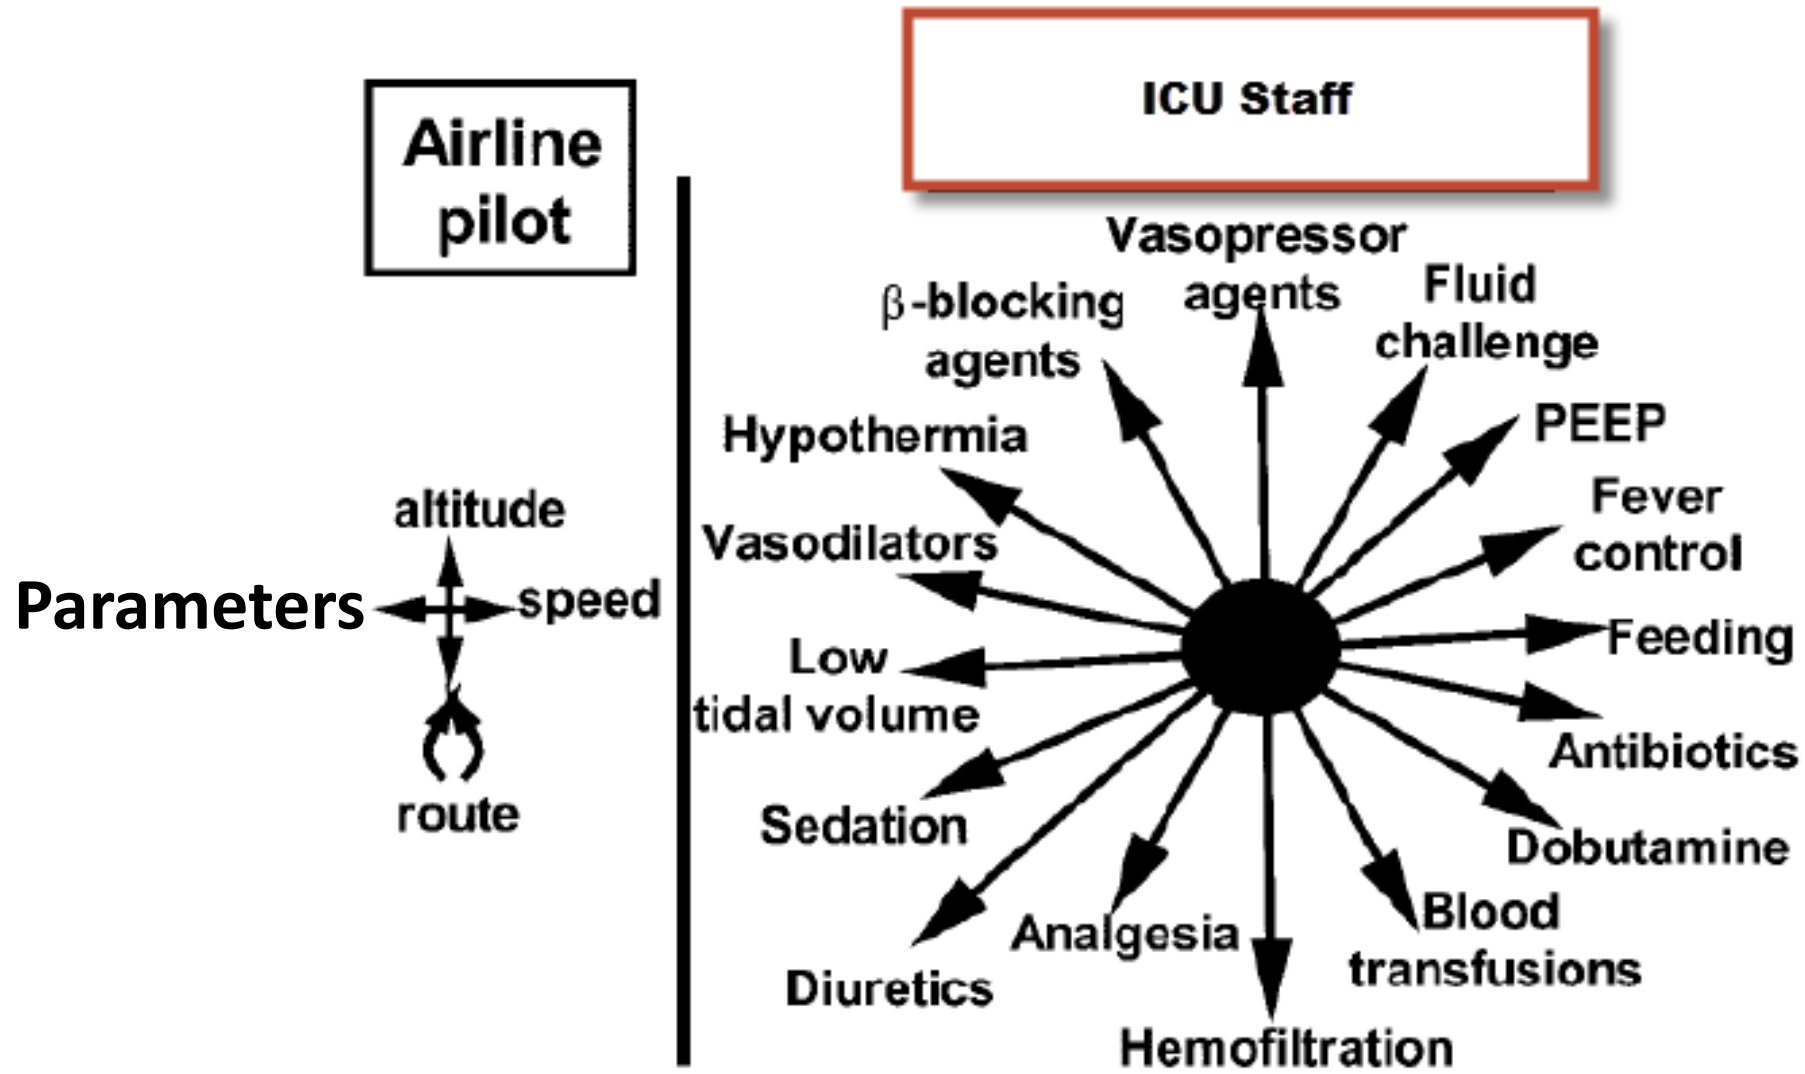 Airline
pilot
altitude
Parameters
speed
route
ICU Staff
Vasopressor
agents
β-blocking
agents
Fluid
challenge
Hypothermia
PEEP
Vasodilators
Fever
control
Low
tidal volume
Feeding
Sedation
Antibiotics
Diuretics
Dobutamine
Analgesia
Blood
transfusions
Hemofiltration